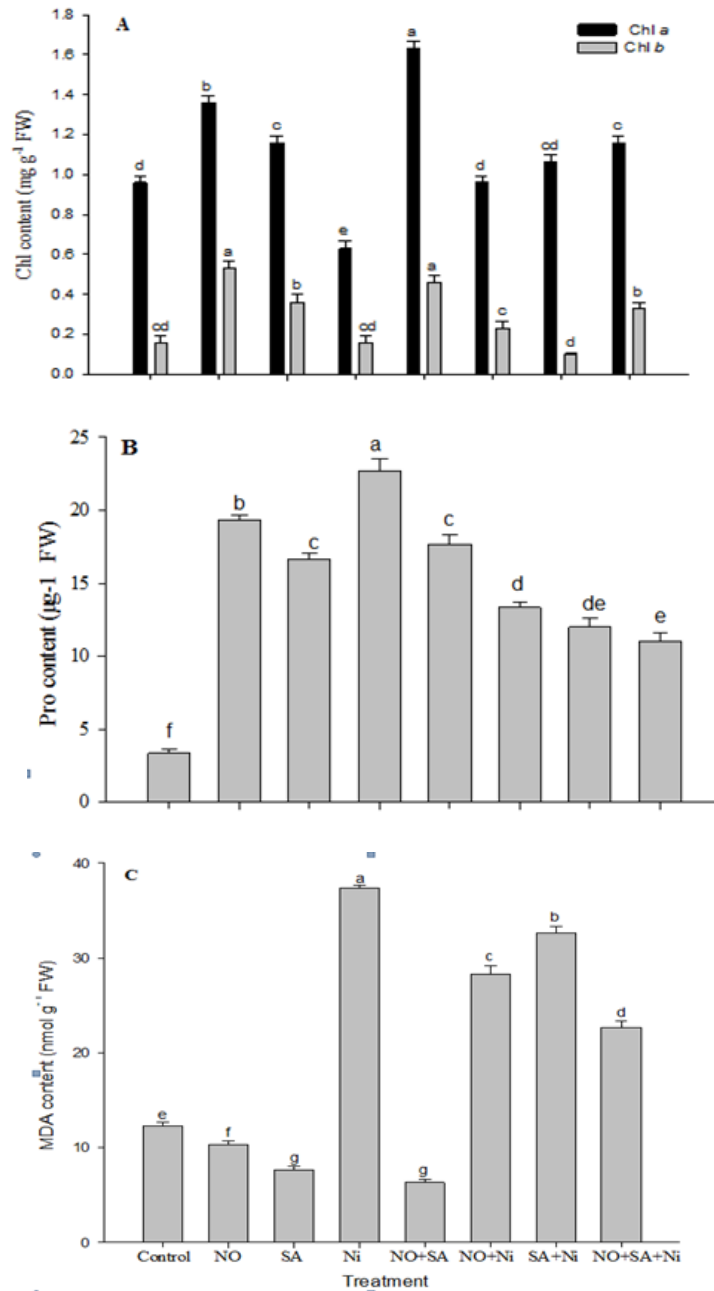 A
Chl a
Chl b
Chl content (mg g⁻¹ FW)
1.8
1.6
1.4
1.2
1.0
0.8
0.6
0.4
0.2
0.0
d
cd
b
a
c
b
e
cd
a
a
d
c
cd
d
c
b
B
Pro content (µg-1 FW)
25
20
15
10
5
0
f
b
c
a
c
d
de
e
C
MDA content (nmol g⁻¹ FW)
40
30
20
10
0
e
f
g
a
g
c
b
d
Control NO SA Ni NO+SA NO+Ni SA+Ni NO+SA+Ni
Treatment